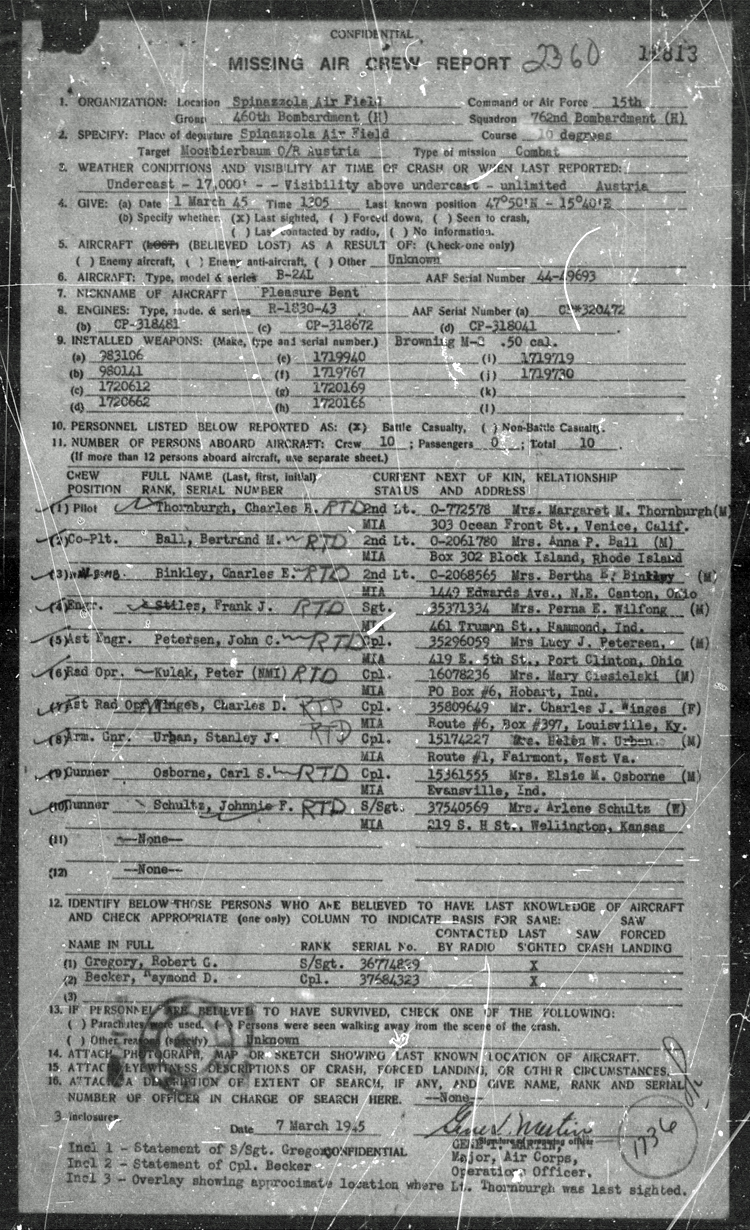 CONFIDENTIAL
MISSING AIR CREW REPORT 2360 12813
1. ORGANIZATION: Location Spinazzola Air Field Command or Air Force 15th
Group 460th Bombardment (H) Squadron 762nd Bombardment (H)
2. SPECIFY: Place of departure Spinazzola Air Field Course 10 degrees
Target Moosbierbaum O/R Austria Type of mission Combat
3. WEATHER CONDITIONS AND VISIBILITY AT TIME OF CRASH OR WHEN LAST REPORTED:
Undercast - 17,000' - - Visibility above undercast - unlimited Austria
4. GIVE: (a) Date 1 March 45 Time 1205 Last known position 47°50'N - 15°40'E
(b) Specify whether (X) Last sighted, ( ) Forced down, ( ) Seen to crash,
( ) Last contacted by radio, ( ) No information.
5. AIRCRAFT (LOST) (BELIEVED LOST) AS A RESULT OF: (Check one only)
( ) Enemy aircraft, ( ) Enemy anti-aircraft, ( ) Other Unknown
6. AIRCRAFT: Type, model & series B-24L AAF Serial Number 44-49693
7. NICKNAME OF AIRCRAFT Pleasure Bent
8. ENGINES: Type, mode. & series R-1830-43 AAF Serial Number (a) *320472
(b) CP-318481 (c) CP-318672 (d) CP-318041
9. INSTALLED WEAPONS: (Make, type and serial number.) Browning M-2 .50 cal.
(a) 983106 (e) 1719940 (i) 1719719
(b) 980141 (f) 1719767 (j) 1719730
(c) 1720612 (g) 1720169 (k)
(d) 1720662 (h) 1720166 (l)
10. PERSONNEL LISTED BELOW REPORTED AS: (X) Battle Casualty, ( ) Non-Battle Casualty.
11. NUMBER OF PERSONS ABOARD AIRCRAFT: Crew 10 ; Passengers 0 ; Total 10
(If more than 12 persons aboard aircraft, use separate sheet.)
CREW FULL NAME (Last, first, initial) CURRENT NEXT OF KIN, RELATIONSHIP
POSITION RANK, SERIAL NUMBER STATUS AND ADDRESS
(1) Pilot Thornburgh, Charles H. RTD 2nd Lt. O-772578 Mrs. Margaret M. Thornburgh(M)
MIA 303 Ocean Front St., Venice, Calif.
(2) Co-Plt. Ball, Bertrand M. RTD 2nd Lt. O-2061780 Mrs. Anna P. Ball (M)
MIA Box 302 Block Island, Rhode Island
(3) Binkley, Charles E. RTD 2nd Lt. O-2068565 Mrs. Bertha B. Binkley (M)
MIA 1449 Edwards Ave., N.E. Canton, Ohio
(4) Engr. Stiles, Frank J. RTD Sgt. 35371334 Mrs. Perna E. Wilfong (M)
MIA 461 Truman St., Hammond, Ind.
(5) Ast Engr. Petersen, John C. RTD Cpl. 35296059 Mrs Lucy J. Petersen, (M)
MIA 419 E. 5th St., Port Clinton, Ohio
(6) Rad Opr. Kulak, Peter (NMI) RTD Cpl. 16078236 Mrs. Mary Ciesielski (M)
MIA PO Box #6, Hobart, Ind.
(7) Ast Rad Opr Winges, Charles D. RTD Cpl. 35809649 Mr. Charles J. Winges (F)
MIA Route #6, Box #397, Louisville, Ky.
(8) Arm. Gnr. Urban, Stanley J. RTD Cpl. 15174227 Mrs. Helen W. Urban. (M)
MIA Route #1, Fairmont, West Va.
(9) Gunner Osborne, Carl S. RTD Cpl. 15361555 Mrs. Elsie M. Osborne (M)
MIA Evansville, Ind.
(10) Gunner Schultz, Johnnie F. RTD S/Sgt. 37540569 Mrs. Arlene Schultz (W)
MIA 219 S. H St., Wellington, Kansas
(11) --None--
(12) --None--
12. IDENTIFY BELOW THOSE PERSONS WHO ARE BELIEVED TO HAVE LAST KNOWLEDGE OF AIRCRAFT
AND CHECK APPROPRIATE (one only) COLUMN TO INDICATE BASIS FOR SAME: SAW
CONTACTED LAST SAW FORCED
NAME IN FULL RANK SERIAL No. BY RADIO SIGHTED CRASH LANDING
(1) Gregory, Robert G. S/Sgt. 36774899 X
(2) Becker, Raymond D. Cpl. 37684323 X
(3)
13. IF PERSONNEL ARE BELIEVED TO HAVE SURVIVED, CHECK ONE OF THE FOLLOWING:
( ) Parachutes were used. ( ) Persons were seen walking away from the scene of the crash.
( ) Other reason (specify) Unknown
14. ATTACH PHOTOGRAPH, MAP OR SKETCH SHOWING LAST KNOWN LOCATION OF AIRCRAFT.
15. ATTACH EYEWITNESS DESCRIPTIONS OF CRASH, FORCED LANDING, OR OTHER CIRCUMSTANCES.
16. ATTACH A DESCRIPTION OF EXTENT OF SEARCH, IF ANY, AND GIVE NAME, RANK AND SERIAL
NUMBER OF OFFICER IN CHARGE OF SEARCH HERE. --None--
3 inclosures
Date 7 March 1945 Gene T. Martin
1736
Incl 1 - Statement of S/Sgt. Gregory CONFIDENTIAL GENE T. MARTIN,
Incl 2 - Statement of Cpl. Becker Major, Air Corps,
Operations Officer.
Incl 3 - Overlay showing approximate location where Lt. Thornburgh was last sighted.